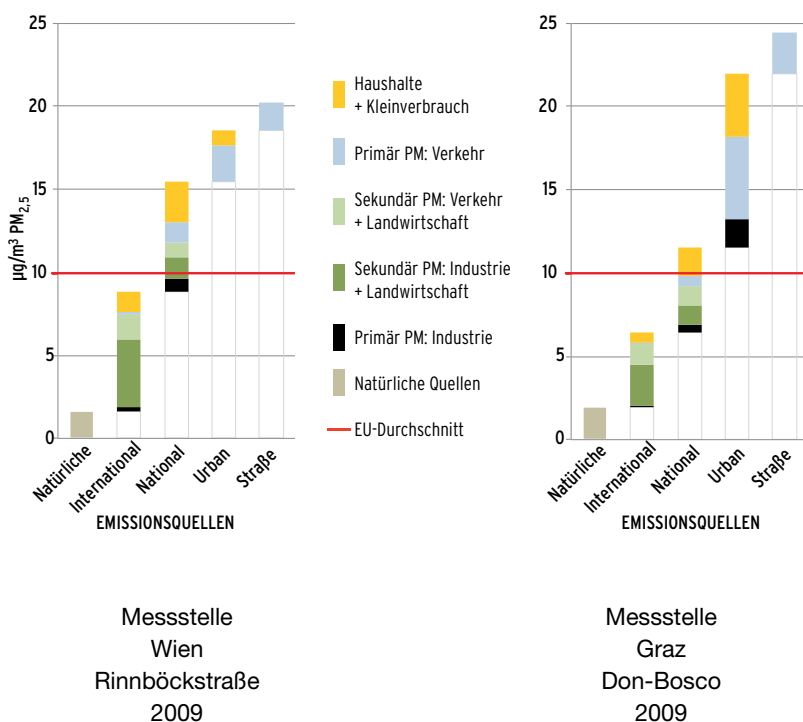 µg/m³ PM2,5
25
20
15
10
5
0
Natürliche
International
National
Urban
Straße
EMISSIONSQUELLEN
Haushalte
+ Kleinverbrauch
Primär PM: Verkehr
Sekundär PM: Verkehr
+ Landwirtschaft
Sekundär PM: Industrie
+ Landwirtschaft
Primär PM: Industrie
Natürliche Quellen
EU-Durchschnitt
25
20
15
10
5
0
Natürliche
International
National
Urban
Straße
EMISSIONSQUELLEN
Messstelle
Wien
Rinnböckstraße
2009
Messstelle
Graz
Don-Bosco
2009